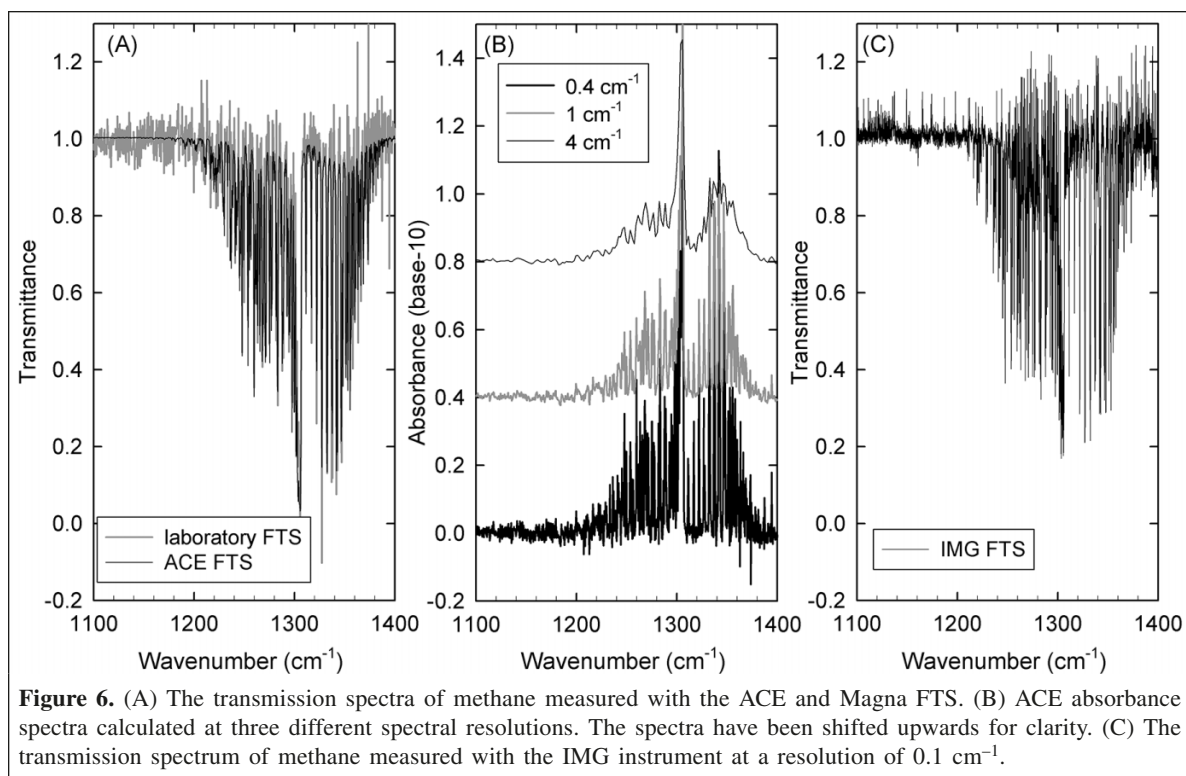 (A)
1.2
1.0
0.8
0.6
0.4
0.2
0.0
-0.2
Transmittance
laboratory FTS
ACE FTS
1100 1200 1300 1400
Wavenumber (cm⁻¹)
(B)
1.4
1.2
1.0
0.8
0.6
0.4
0.2
0.0
-0.2
Absorbance (base-10)
0.4 cm⁻¹
1 cm⁻¹
4 cm⁻¹
1100 1200 1300 1400
Wavenumber (cm⁻¹)
(C)
1.2
1.0
0.8
0.6
0.4
0.2
0.0
-0.2
Transmittance
IMG FTS
1100 1200 1300 1400
Wavenumber (cm⁻¹)
Figure 6. (A) The transmission spectra of methane measured with the ACE and Magna FTS. (B) ACE absorbance
spectra calculated at three different spectral resolutions. The spectra have been shifted upwards for clarity. (C) The
transmission spectrum of methane measured with the IMG instrument at a resolution of 0.1 cm⁻¹.